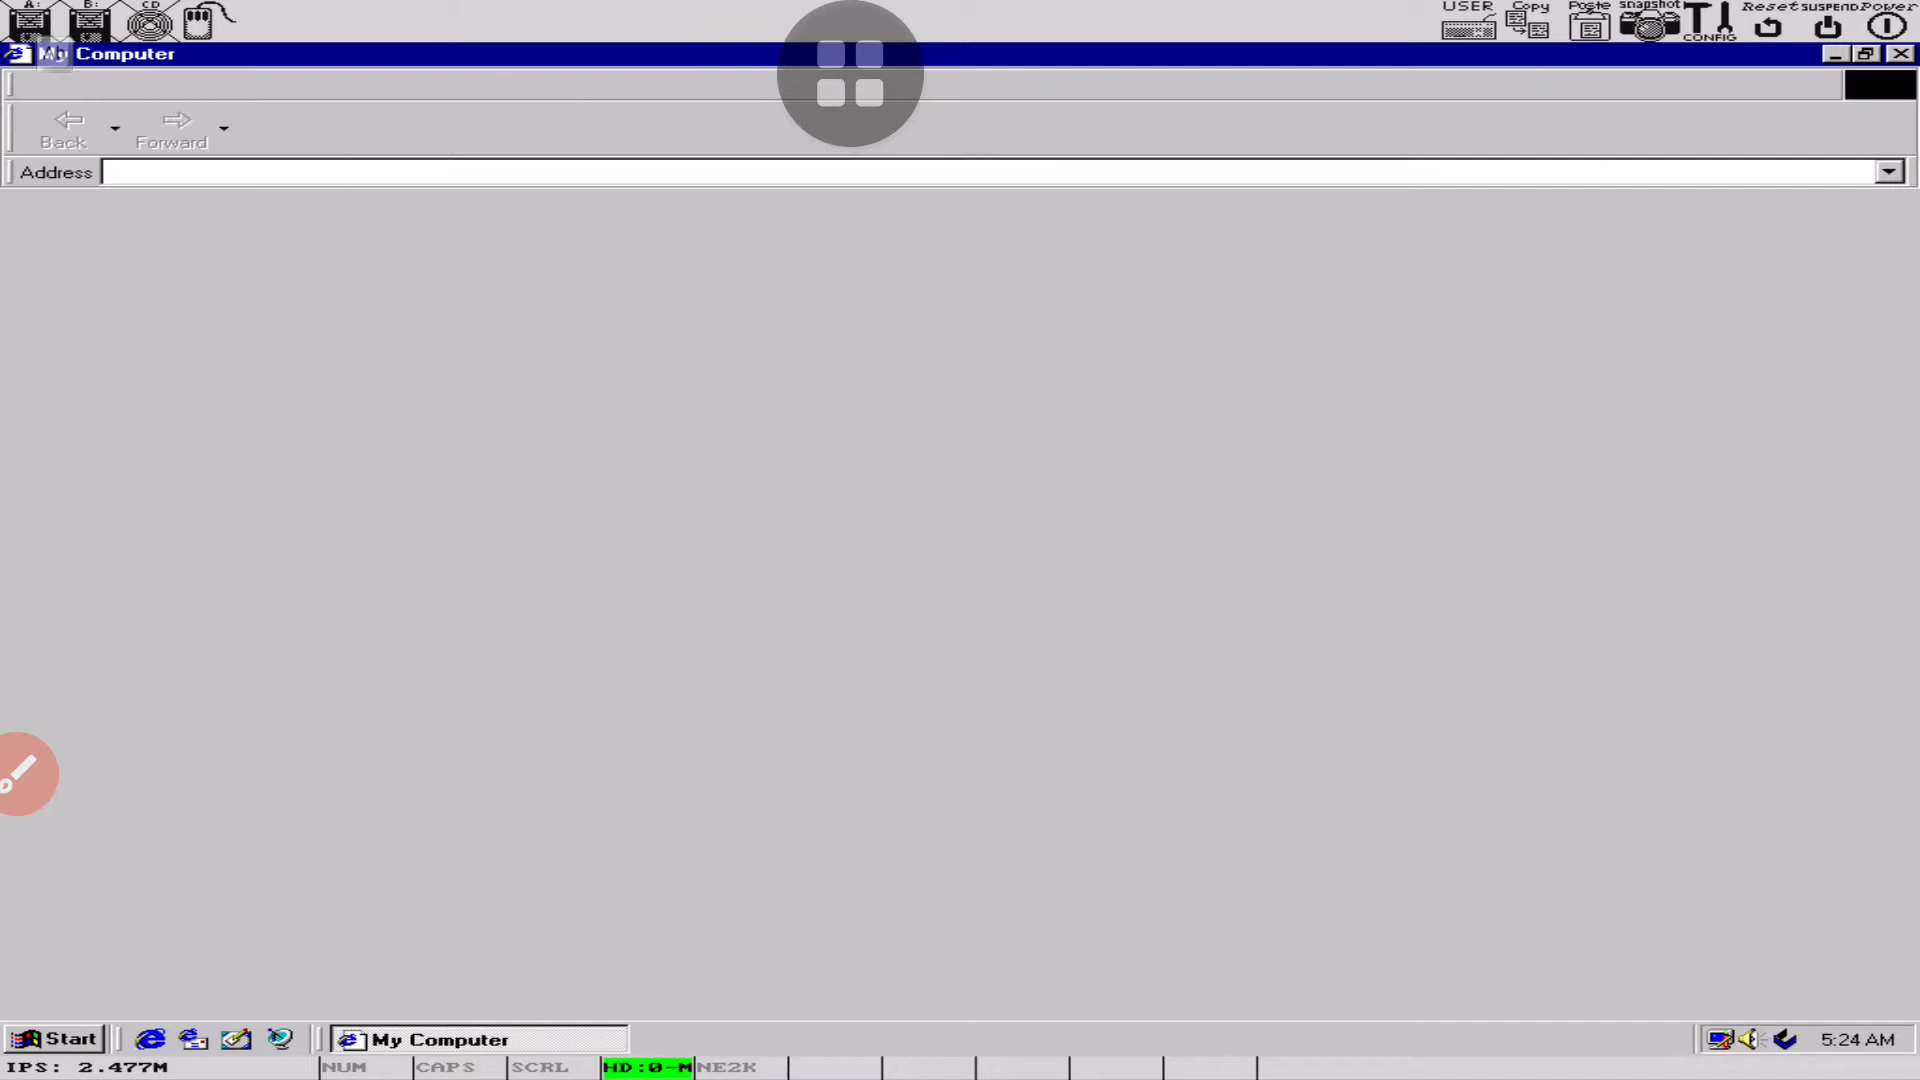 A: B: CD USER Copy Paste snapshot CONFIG Reset SUSPEND Power
My Computer
Back Forward
Address
Start My Computer 5:24 AM
IPS: 2.477M NUM CAPS SCRL HD:0-M NE2K